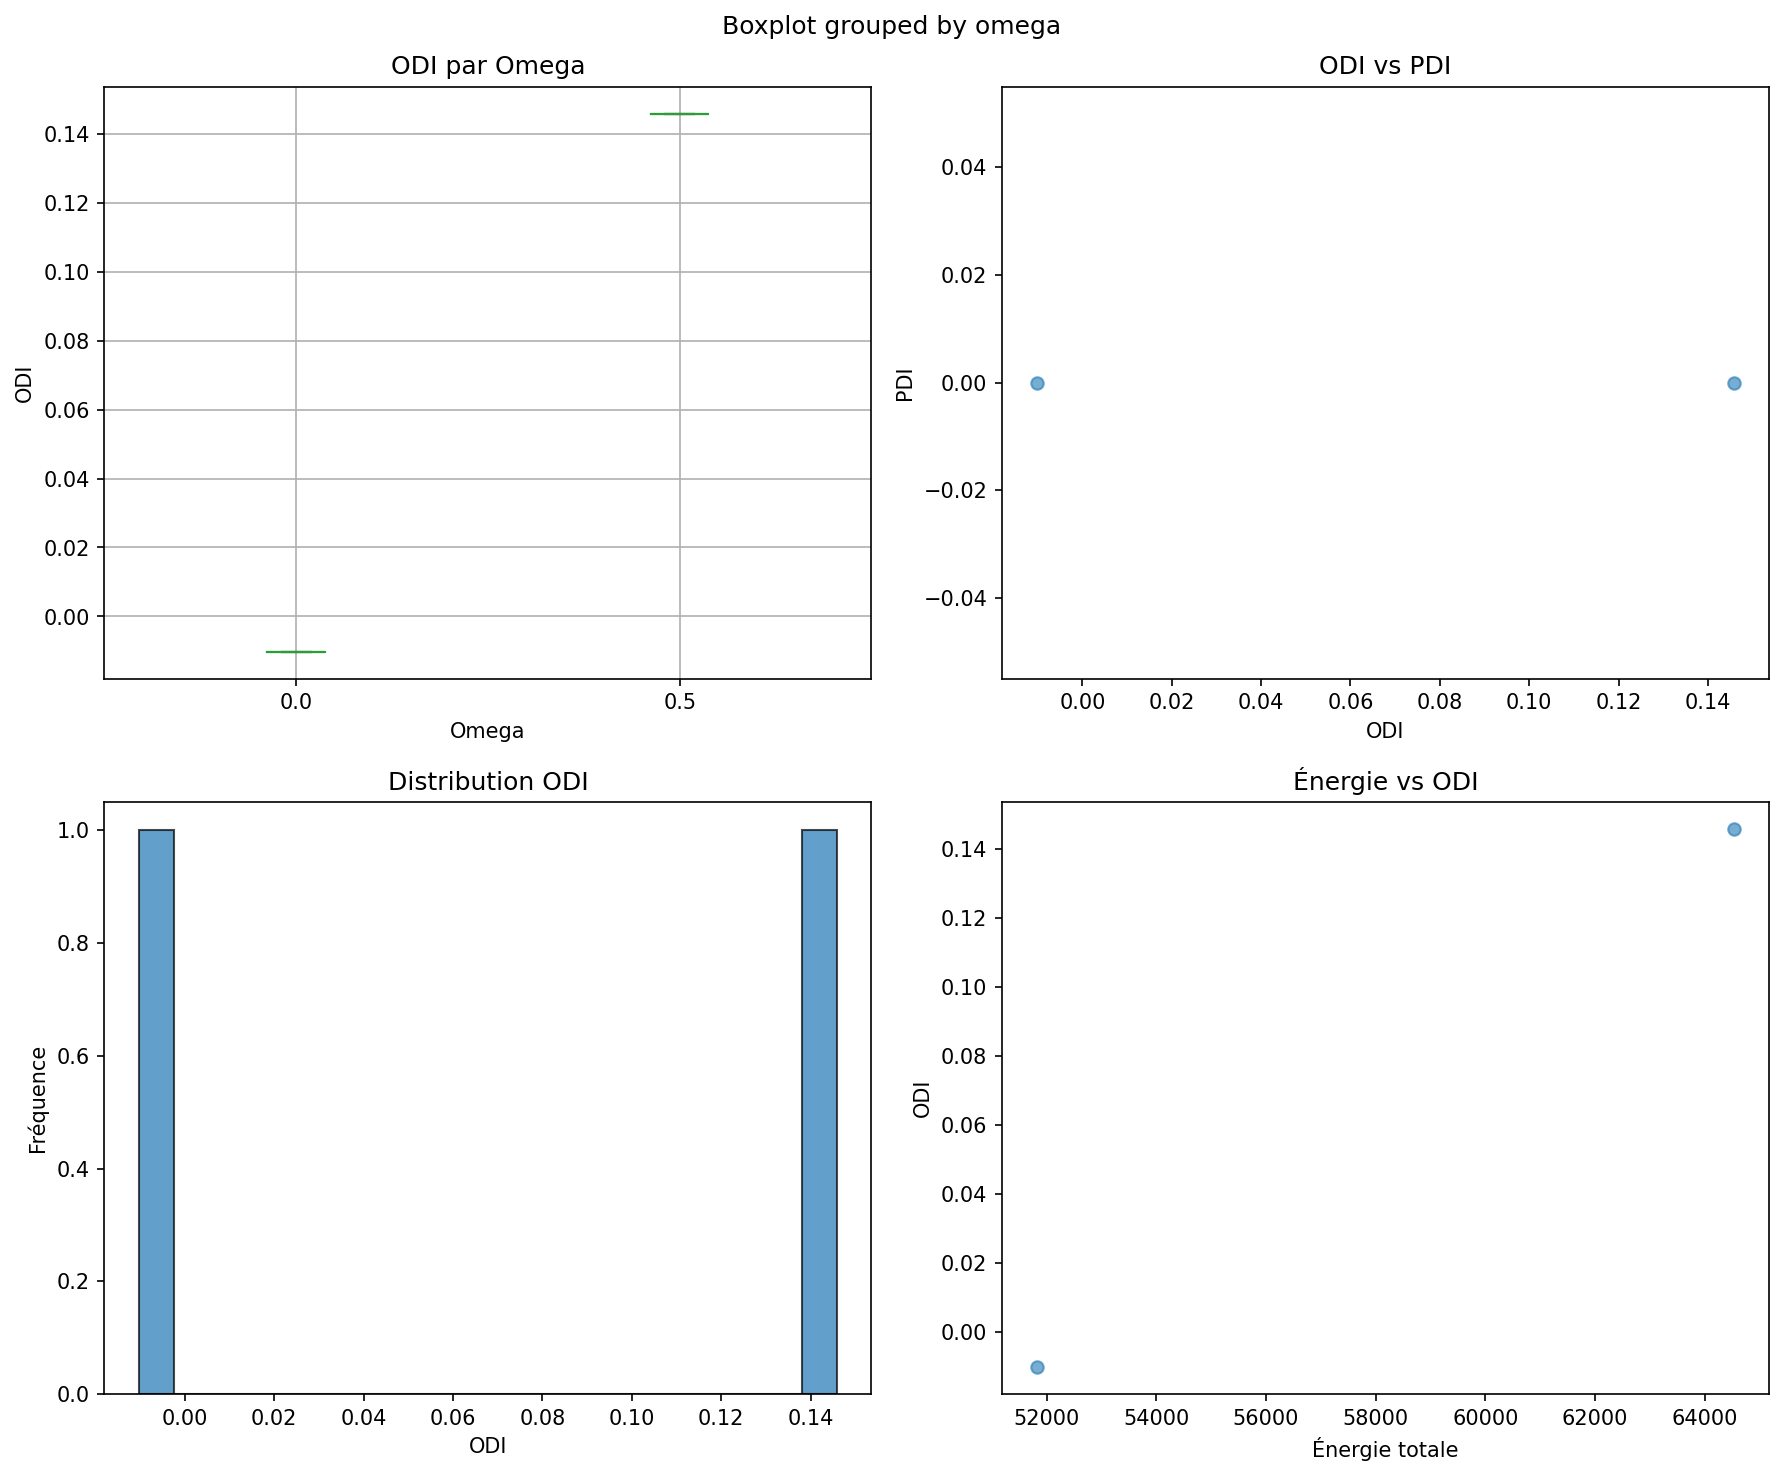 Boxplot grouped by omega
ODI par Omega
0.14
0.12
0.10
0.08
0.06
0.04
0.02
0.00
ODI
0.0 0.5
Omega
ODI vs PDI
0.04
0.02
0.00
−0.02
−0.04
PDI
0.00 0.02 0.04 0.06 0.08 0.10 0.12 0.14
ODI
Distribution ODI
1.0
0.8
0.6
0.4
0.2
0.0
Fréquence
0.00 0.02 0.04 0.06 0.08 0.10 0.12 0.14
ODI
Énergie vs ODI
0.14
0.12
0.10
0.08
0.06
0.04
0.02
0.00
ODI
52000 54000 56000 58000 60000 62000 64000
Énergie totale